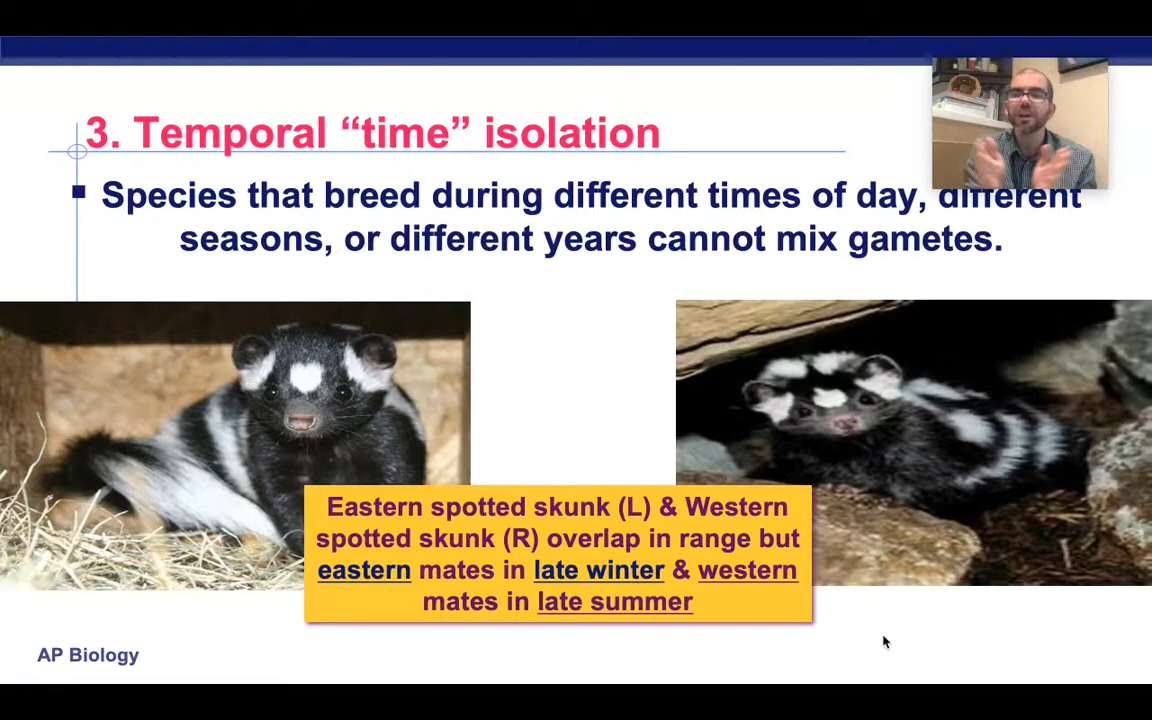 3. Temporal “time” isolation
Species that breed during different times of day, different
seasons, or different years cannot mix gametes.
Eastern spotted skunk (L) & Western
spotted skunk (R) overlap in range but
eastern mates in late winter & western
mates in late summer
AP Biology